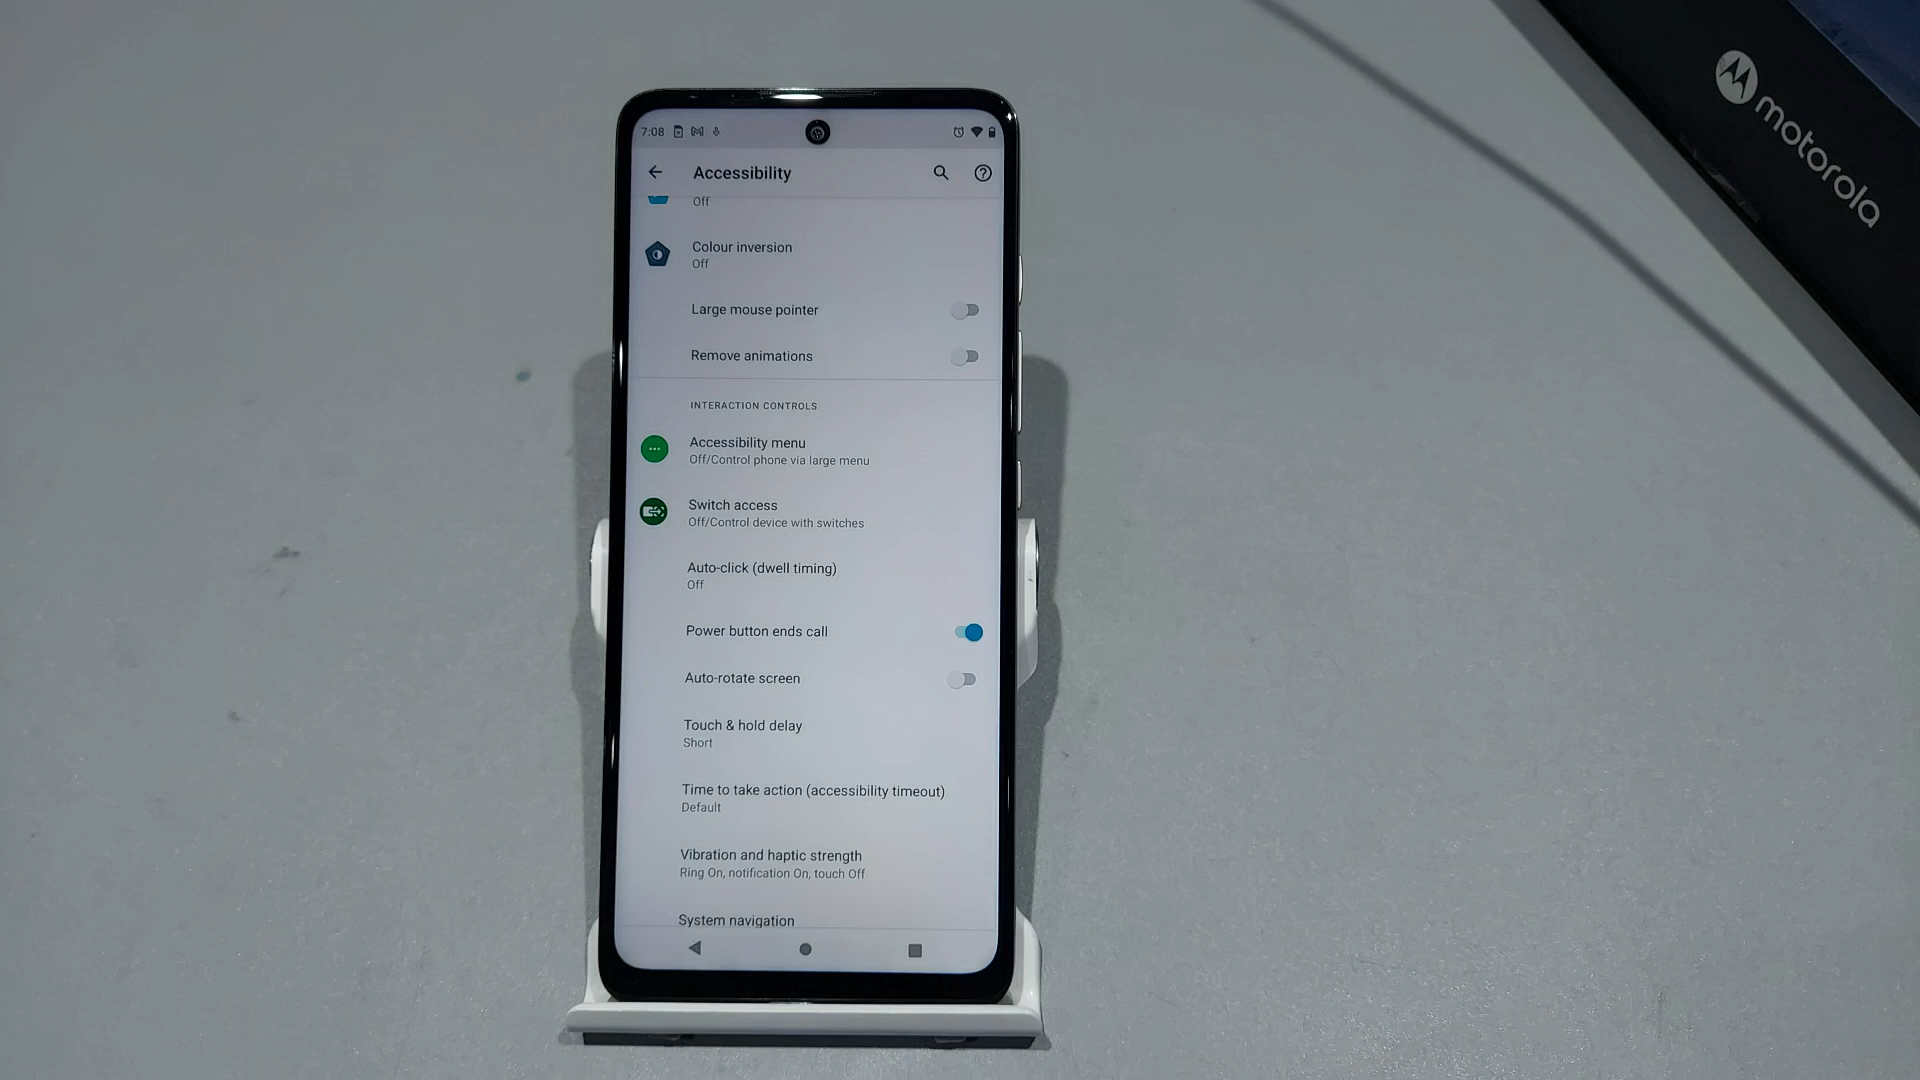 7:08
Accessibility
Off
Colour inversion
Off
Large mouse pointer
Remove animations
INTERACTION CONTROLS
Accessibility menu
Off/Control phone via large menu
Switch access
Off/Control device with switches
Auto-click (dwell timing)
Off
Power button ends call
Auto-rotate screen
Touch & hold delay
Short
Time to take action (accessibility timeout)
Default
Vibration and haptic strength
Ring On, notification On, touch Off
System navigation
motorola